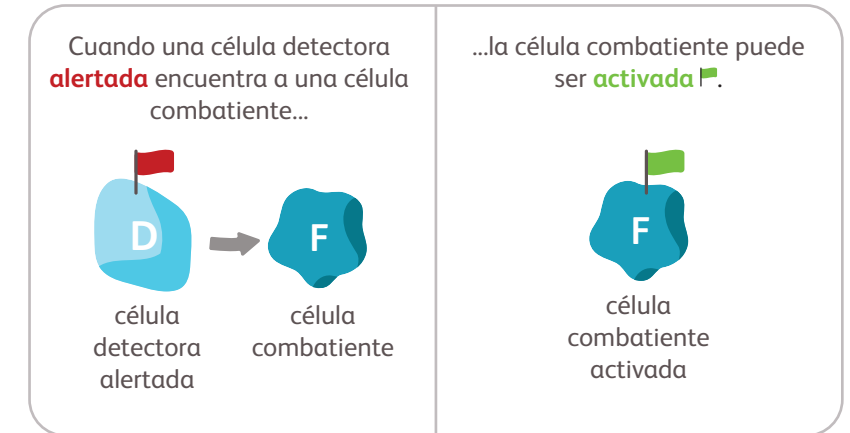 Cuando una célula detectora
alertada encuentra a una célula
combatiente...
D
F
célula
detectora
alertada
célula
combatiente
...la célula combatiente puede
ser activada.
F
célula
combatiente
activada